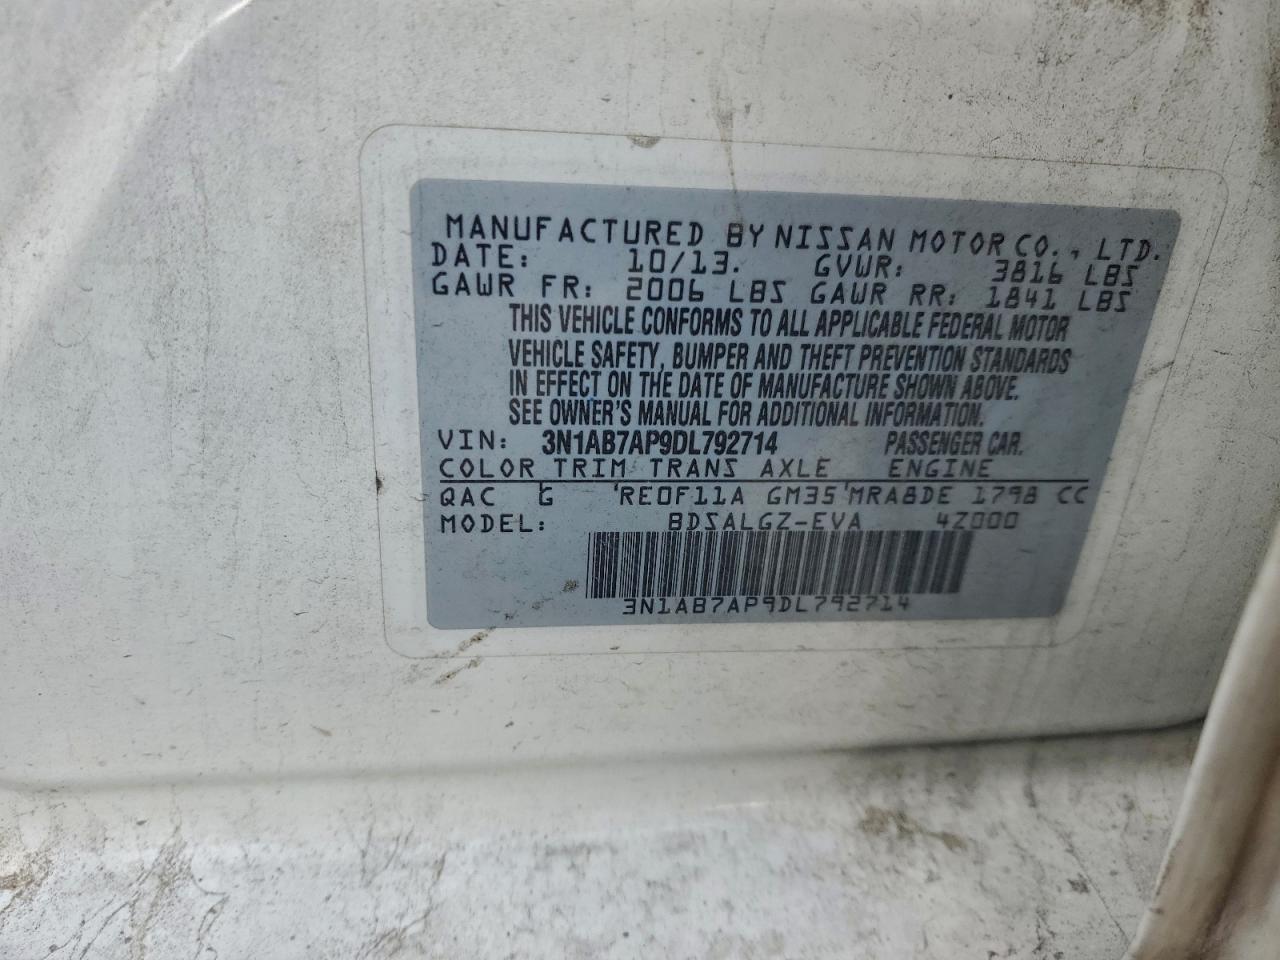 MANUFACTURED BY NISSAN MOTOR CO., LTD.
DATE: 10/13. GVWR: 3816 LBS
GAWR FR: 2006 LBS GAWR RR: 1841 LBS
THIS VEHICLE CONFORMS TO ALL APPLICABLE FEDERAL MOTOR
VEHICLE SAFETY, BUMPER AND THEFT PREVENTION STANDARDS
IN EFFECT ON THE DATE OF MANUFACTURE SHOWN ABOVE.
SEE OWNER'S MANUAL FOR ADDITIONAL INFORMATION.
VIN: 3N1AB7AP9DL792714 PASSENGER CAR.
COLOR TRIM TRANS AXLE ENGINE
QAC G RE0F11A GM35 MRA8DE 1798 CC
MODEL: BDSALGZ-EVA 4Z000
3N1AB7AP9DL792714